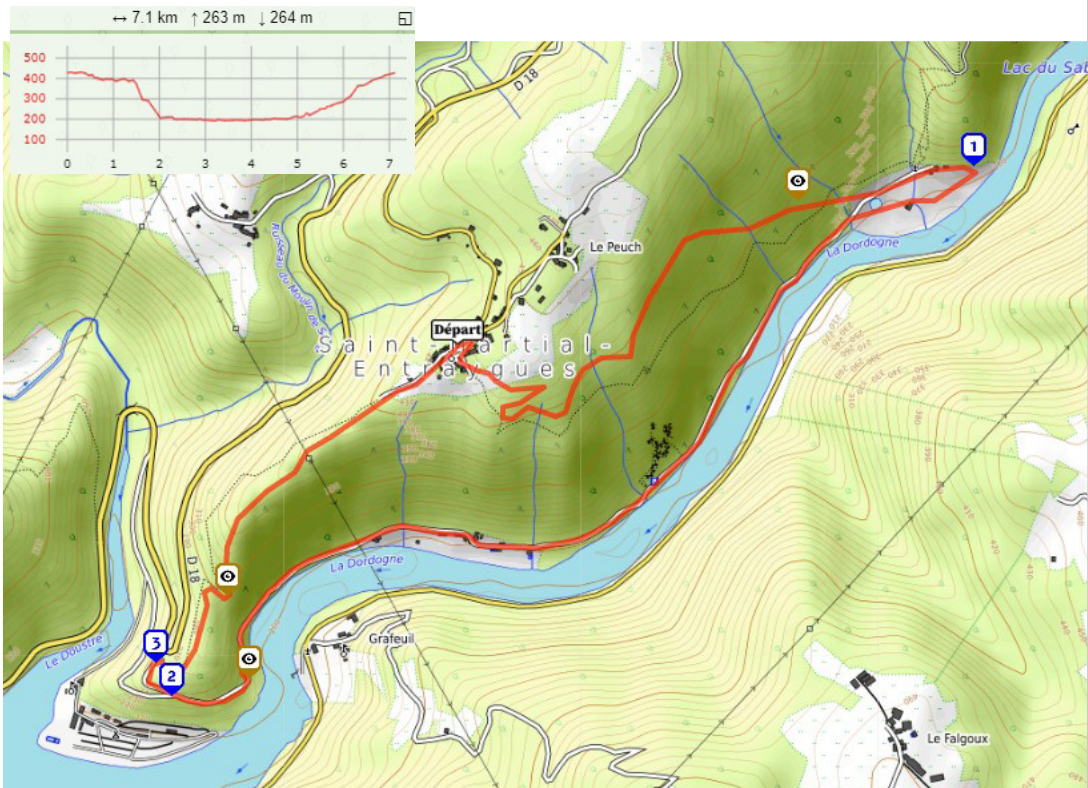 ↔ 7.1 km ↑ 263 m ↓ 264 m
500
400
300
200
100
0 1 2 3 4 5 6 7
D 18
Lac du Sab
1
Le Peuch
La Dordogne
Départ
Saint-Martial-
Entraygues
D 18
La Dordogne
Grafeuil
Le Doustre
3
2
Le Falgoux